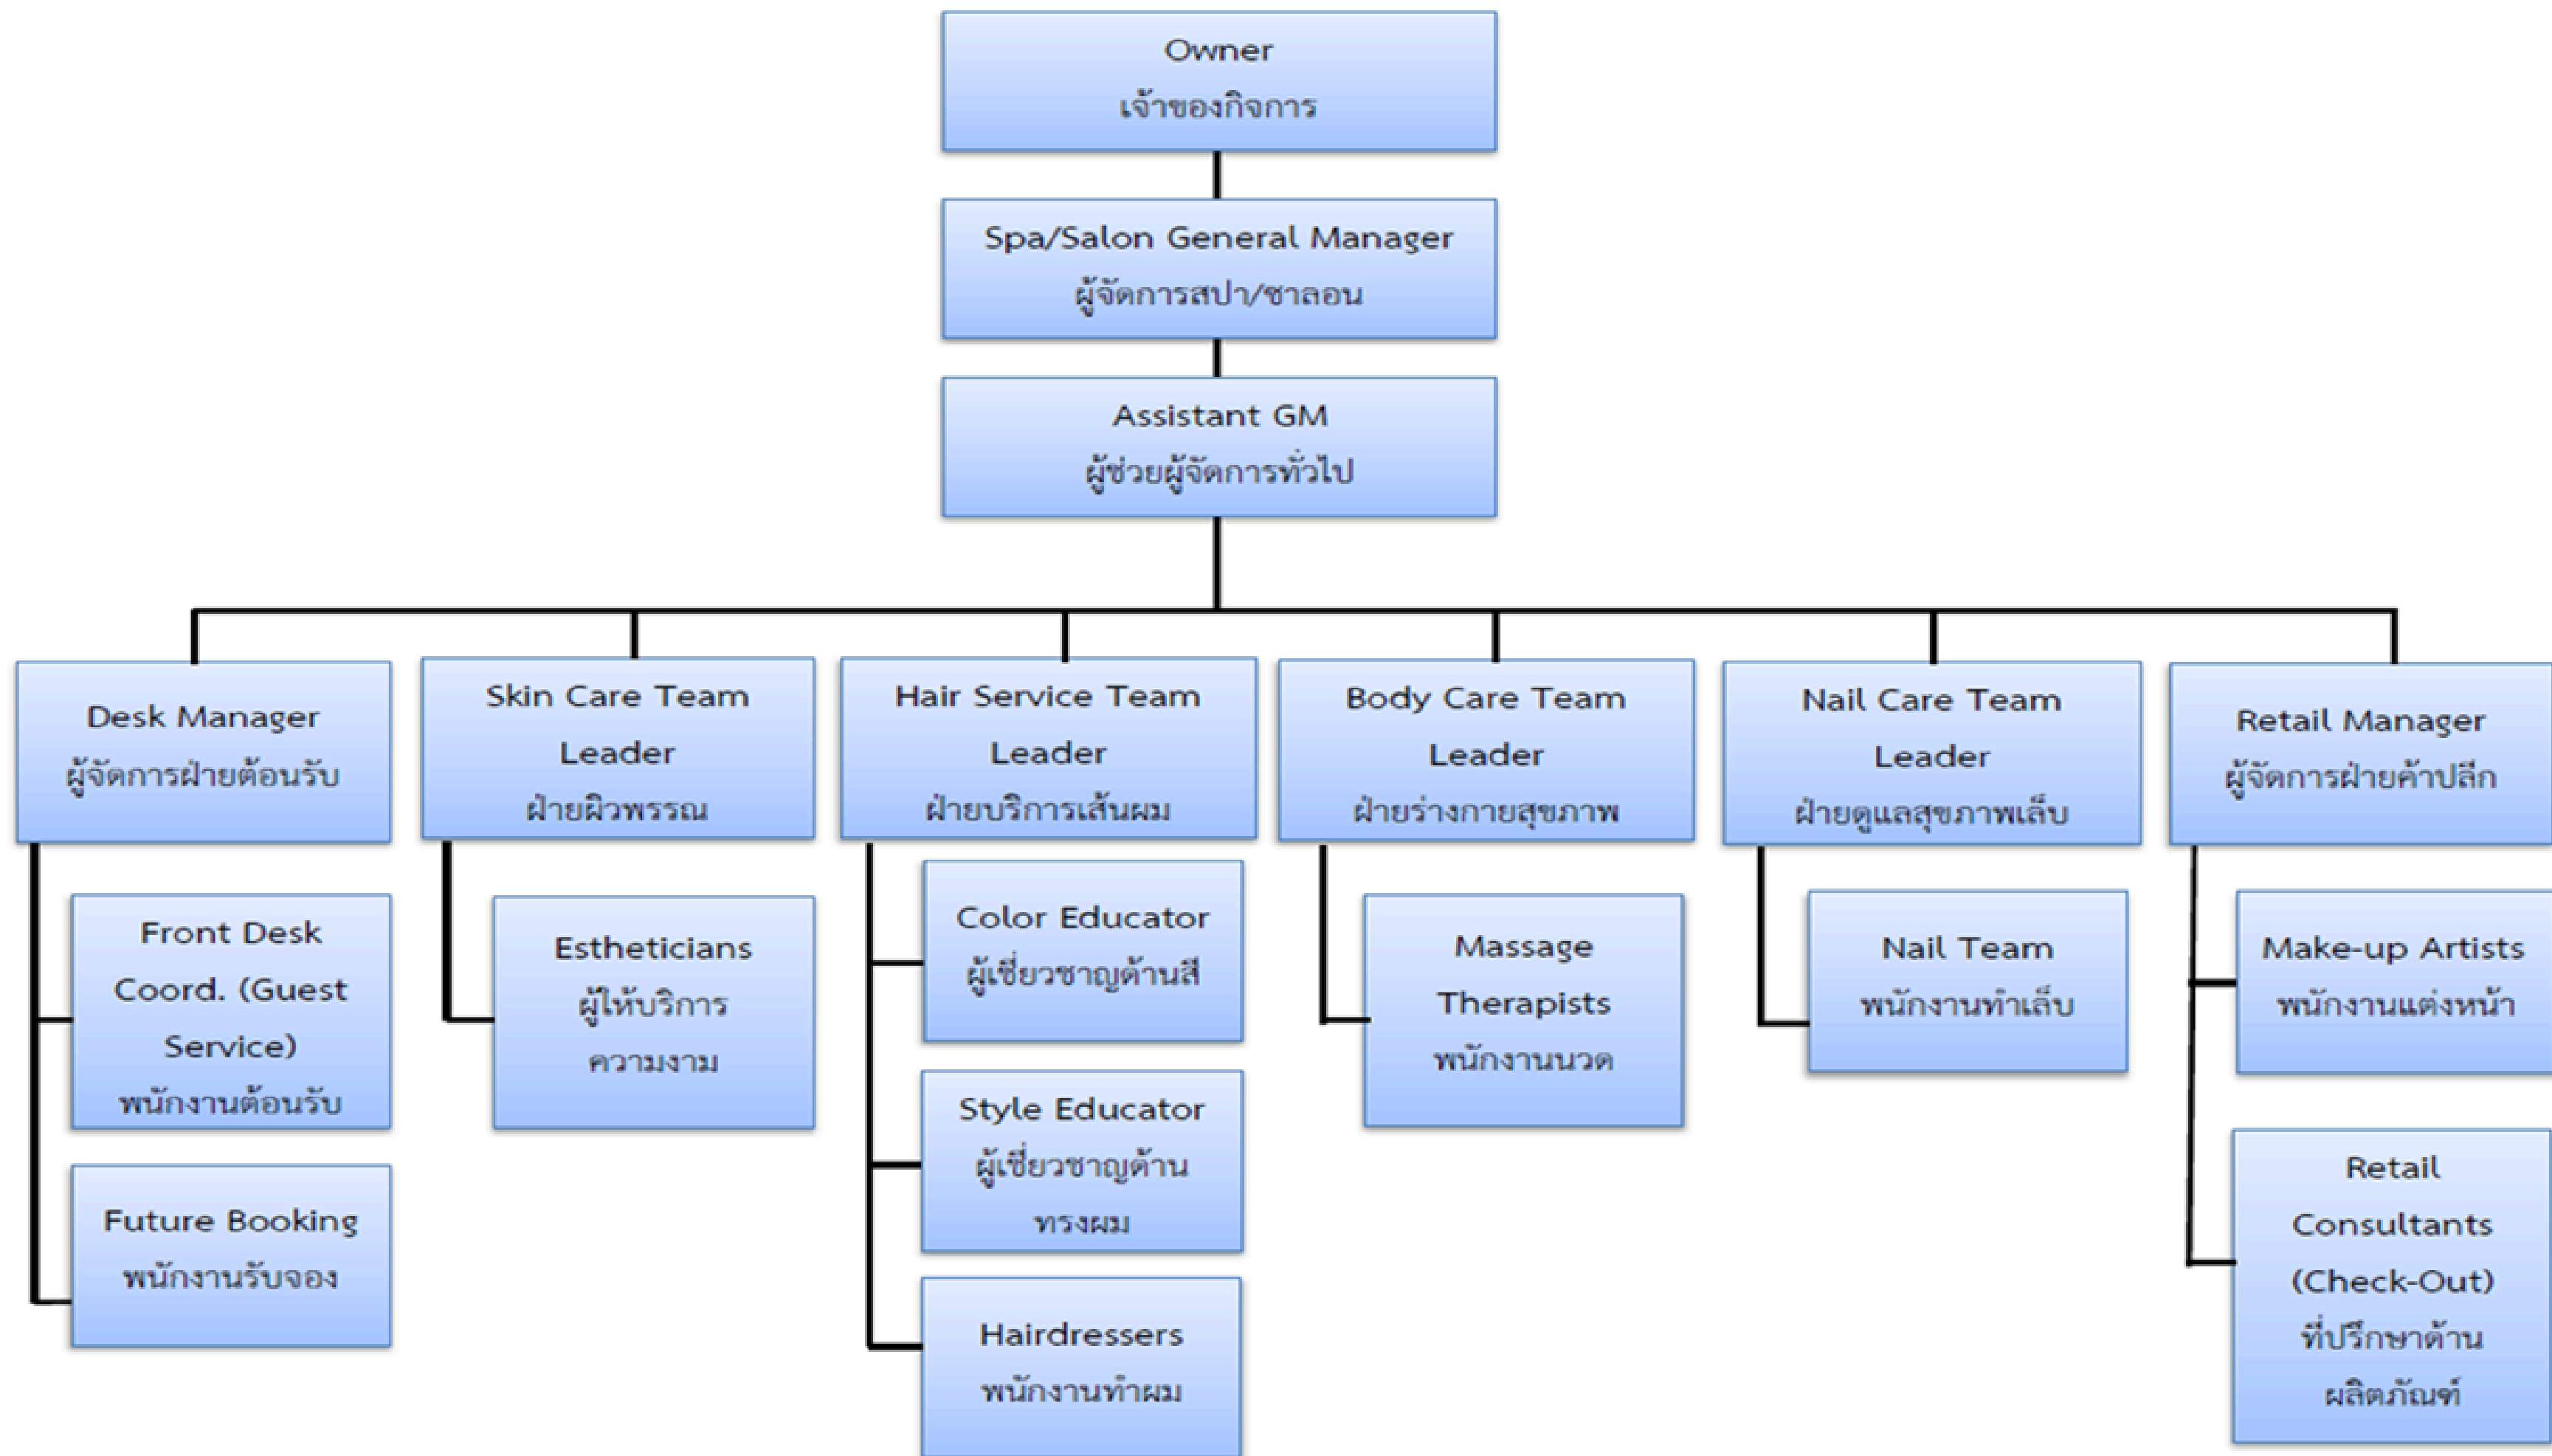 Owner
เจ้าของกิจการ
Spa/Salon General Manager
ผู้จัดการสปา/ซาลอน
Assistant GM
ผู้ช่วยผู้จัดการทั่วไป
Desk Manager
ผู้จัดการฝ่ายต้อนรับ
Skin Care Team
Leader
ฝ่ายผิวพรรณ
Hair Service Team
Leader
ฝ่ายบริการเส้นผม
Body Care Team
Leader
ฝ่ายร่างกายสุขภาพ
Nail Care Team
Leader
ฝ่ายดูแลสุขภาพเล็บ
Retail Manager
ผู้จัดการฝ่ายค้าปลีก
Front Desk
Coord. (Guest
Service)
พนักงานต้อนรับ
Future Booking
พนักงานรับจอง
Estheticians
ผู้ให้บริการ
ความงาม
Color Educator
ผู้เชี่ยวชาญด้านสี
Style Educator
ผู้เชี่ยวชาญด้าน
ทรงผม
Hairdressers
พนักงานทำผม
Massage
Therapists
พนักงานนวด
Nail Team
พนักงานทำเล็บ
Make-up Artists
พนักงานแต่งหน้า
Retail
Consultants
(Check-Out)
ที่ปรึกษาด้าน
ผลิตภัณฑ์